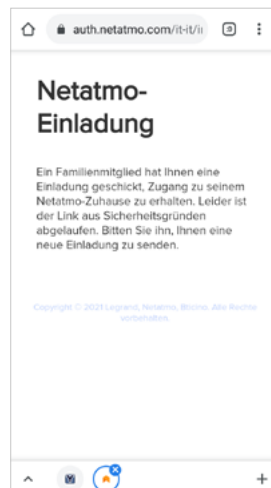 auth.netatmo.com/it-it/i
Netatmo-
Einladung
Ein Familienmitglied hat Ihnen eine
Einladung geschickt, Zugang zu seinem
Netatmo-Zuhause zu erhalten. Leider ist
der Link aus Sicherheitsgründen
abgelaufen. Bitten Sie ihn, Ihnen eine
neue Einladung zu senden.
Copyright © 2021 Legrand, Netatmo, Bticino. Alle Rechte
vorbehalten.